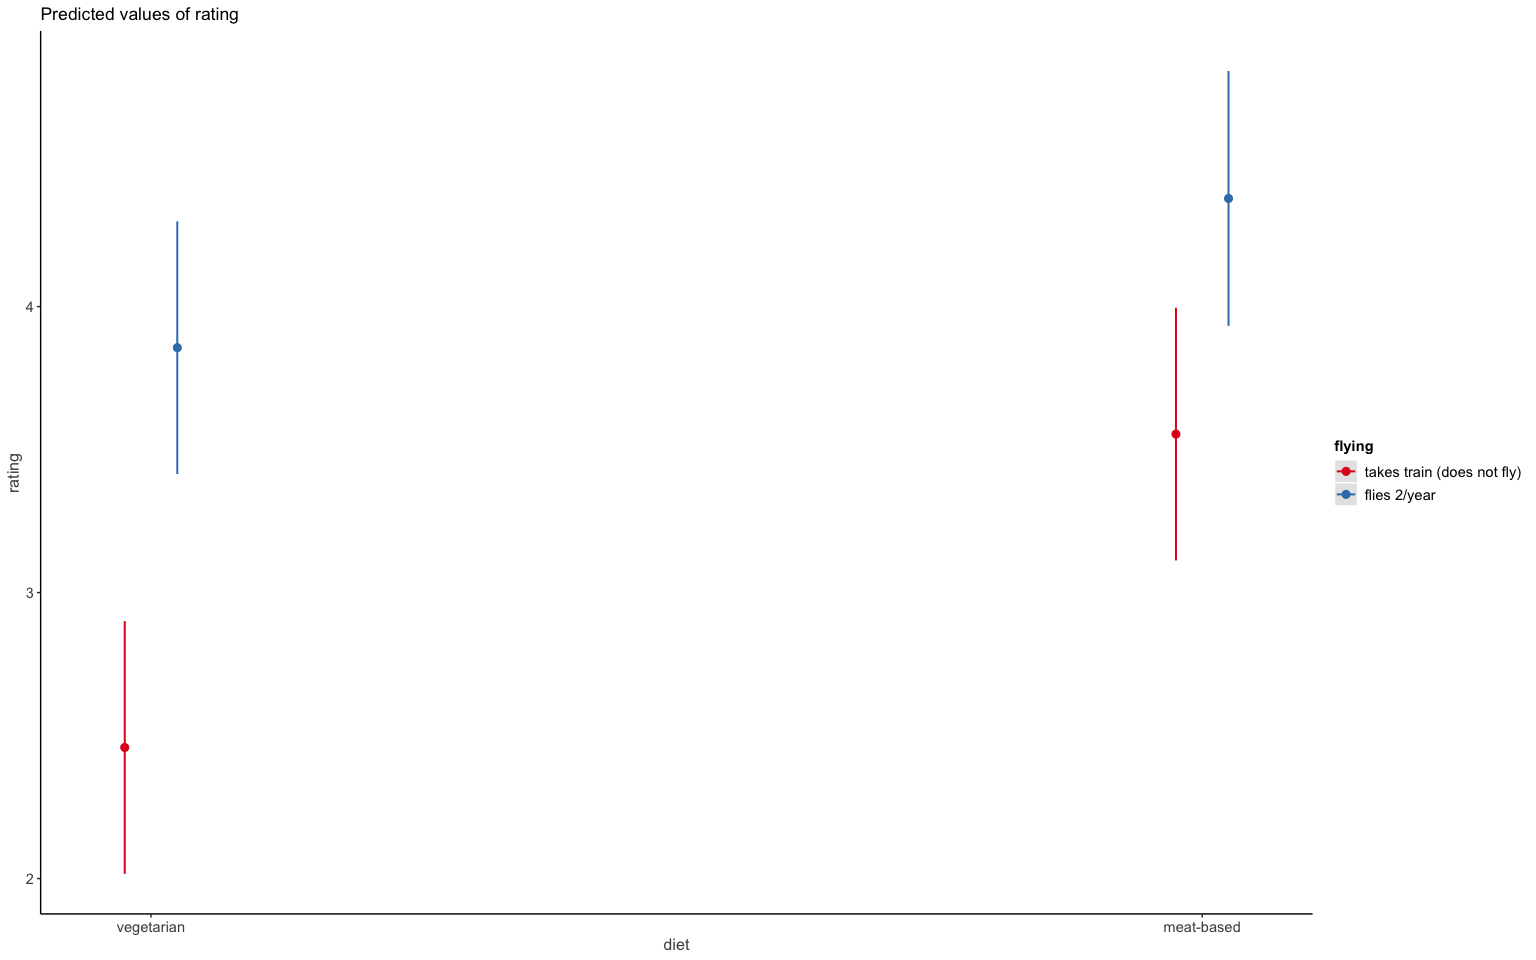 Predicted values of rating
4
3
2
rating
vegetarian
meat-based
diet
flying
takes train (does not fly)
flies 2/year